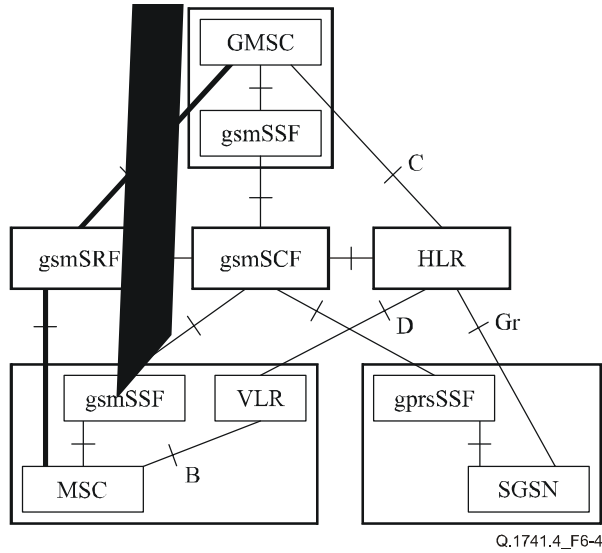 GMSC
gsmSSF
C
gsmSRF
gsmSCF
HLR
D
Gr
gsmSSF
VLR
gprsSSF
B
MSC
SGSN
Q.1741.4_F6-4